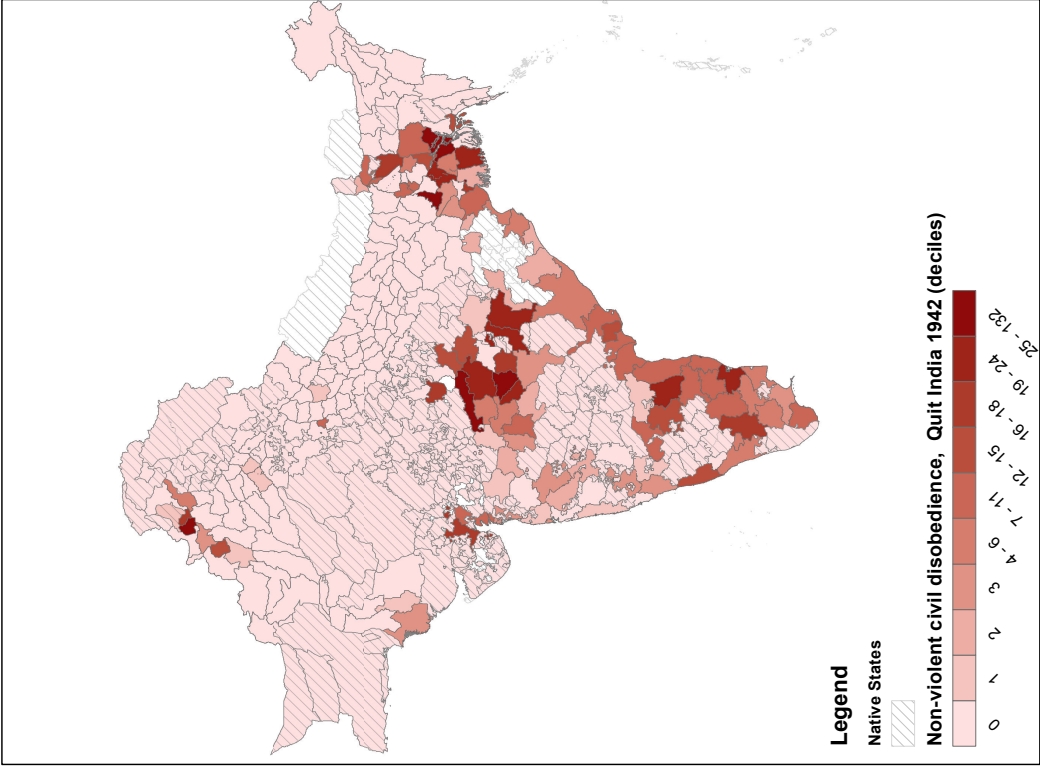 Legend
Native States
Non-violent civil disobedience, Quit India 1942 (deciles)
0
1
2
3
4 - 6
7 - 11
12 - 15
16 - 18
19 - 24
25 - 132